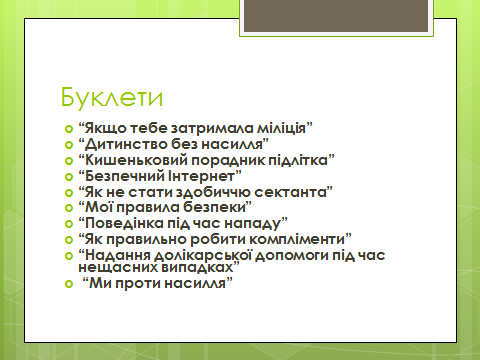 Буклети
“Якщо тебе затримала міліція”
“Дитинство без насилля”
“Кишеньковий порадник підлітка”
“Безпечний Інтернет”
“Як не стати здобиччю сектанта”
“Мої правила безпеки”
“Поведінка під час нападу”
“Як правильно робити компліменти”
“Надання долікарської допомоги під час
нещасних випадках”
“Ми проти насилля”